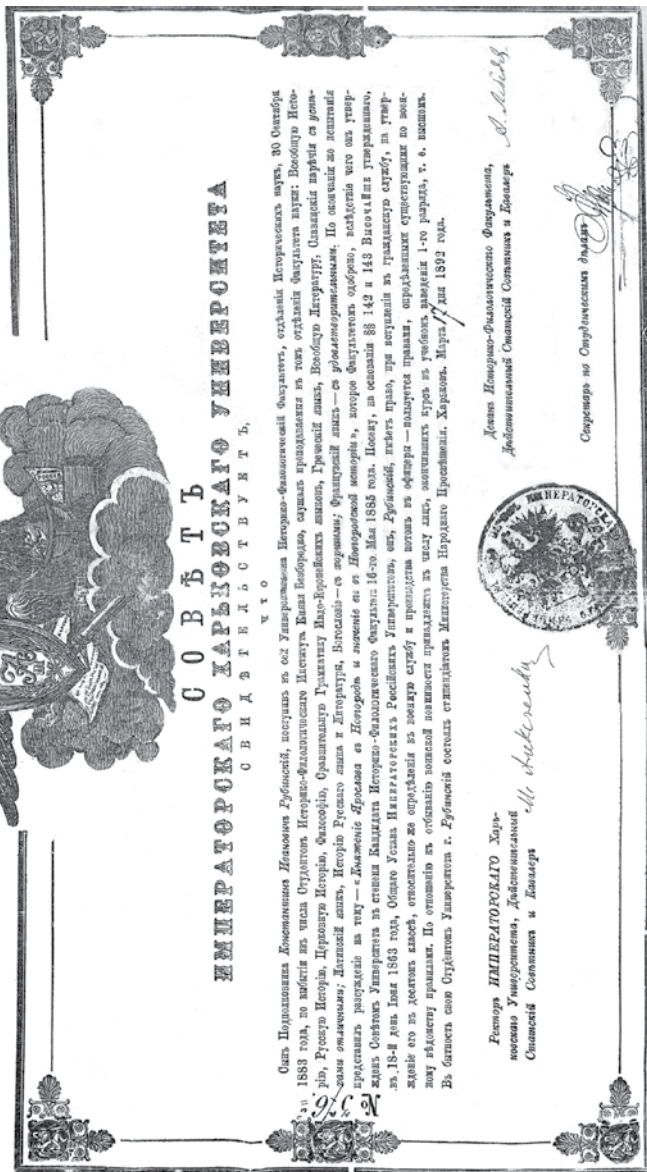 СОВѢТЪ
ИМПЕРАТОРСКАГО ХАРЬКОВСКАГО УНИВЕРСИТЕТА
СВИДѢТЕЛЬСТВУЕТЪ,
ЧТО
Сынъ Подполковника Константинъ Ивановичъ Рубинскій, поступивъ въ сей Университетъ на Историко-Филологическій Факультетъ, отдѣленія Историческихъ наукъ, 30 Сентября
1883 года, по выбытіи изъ числа Студентовъ Историко-Филологическаго Института Князя Безбородко, слушалъ преподаваемыя въ томъ отдѣленіи Факультета науки: Всеобщую Исто-
рію, Русскую Исторію, Церковную Исторію, Философію, Сравнительную Грамматику Индо-Европейскихъ языковъ, Греческій языкъ, Всеобщую Литературу, Славянскія нарѣчія съ успѣ-
хами отличными; Латинскій языкъ, Исторію Русскаго языка и Литературы, Богословіе — съ хорошими; Французскій языкъ — съ удовлетворительными. По окончаніи же испытанія
представилъ разсужденіе на тему — «Княженіе Ярослава въ Новгородѣ и значеніе его въ Новгородской исторіи», которое Факультетомъ одобрено, вслѣдствіе чего онъ утвер-
жденъ Совѣтомъ Университета въ степени Кандидата Историко-Филологическаго Факультета 16-го Мая 1885 года. Посему, на основаніи §§ 142 и 143 Высочайше утвержденнаго,
въ 18-й день Іюня 1863 года, Общаго Устава Императорскихъ Россійскихъ Университетовъ, онъ, Рубинскій, имѣетъ право, при вступленіи въ гражданскую службу, на утвер-
жденіе его въ десятомъ классѣ, относительно же опредѣленія въ военную службу и производства потомъ въ офицеры — пользуется правами, опредѣленными существующими по воен-
ному вѣдомству правилами. По отношенію къ отбыванію воинской повинности принадлежитъ къ числу лицъ, окончившихъ курсъ въ учебномъ заведеніи 1-го разряда, т. е. высшемъ.
Въ бытность свою Студентомъ Университета г. Рубинскій состоялъ стипендіатомъ Министерства Народнаго Просвѣщенія. Харьковъ. Марта 17 дня 1892 года.
№ 376
Ректоръ ИМПЕРАТОРСКАГО Харь-
ковскаго Университета, Дѣйствительный
Статскій Совѣтникъ и Кавалеръ М. Алексѣенко
Деканъ Историко-Филологическаго Факультета,
Дѣйствительный Статскій Совѣтникъ и Кавалеръ А. Лебедев
Секретарь по Студенческимъ дѣламъ